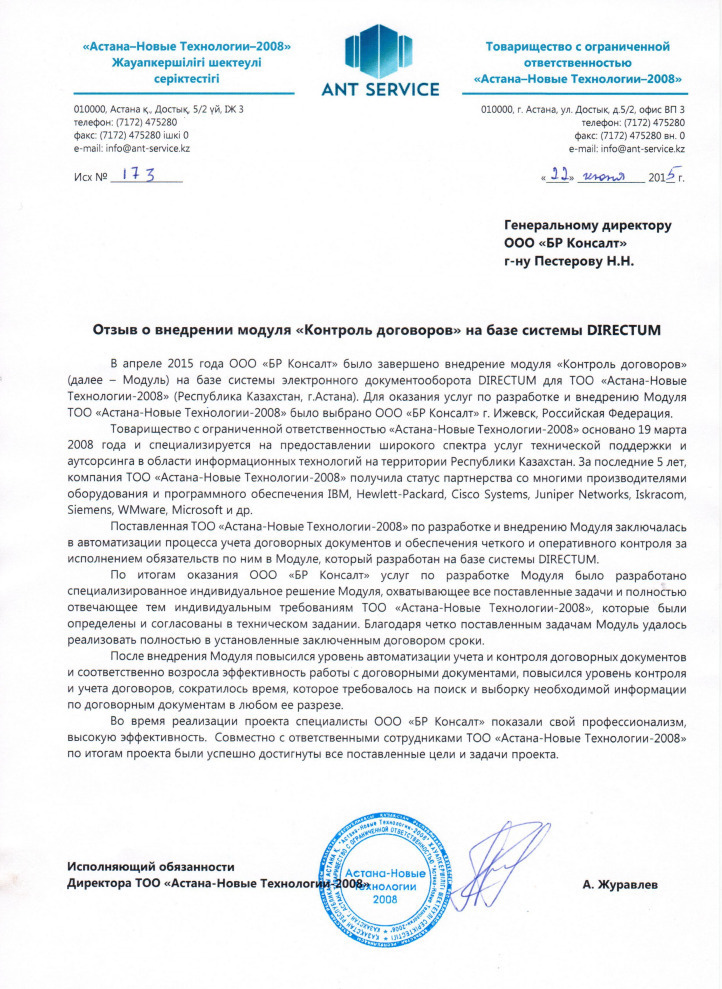 «Астана–Новые Технологии–2008»
Жауапкершілігі шектеулі
серіктестігі
ANT SERVICE
Товарищество с ограниченной
ответственностью
«Астана–Новые Технологии–2008»
010000, Астана қ., Достық, 5/2 үй, ІЖ 3
телефон: (7172) 475280
факс: (7172) 475280 ішкі 0
e-mail: info@ant-service.kz
010000, г. Астана, ул. Достык, д.5/2, офис ВП 3
телефон: (7172) 475280
факс: (7172) 475280 вн. 0
e-mail: info@ant-service.kz
Исх № 173
«22» июня 2015 г.
Генеральному директору
ООО «БР Консалт»
г-ну Пестерову Н.Н.
Отзыв о внедрении модуля «Контроль договоров» на базе системы DIRECTUM
В апреле 2015 года ООО «БР Консалт» было завершено внедрение модуля «Контроль договоров»
(далее – Модуль) на базе системы электронного документооборота DIRECTUM для ТОО «Астана-Новые
Технологии-2008» (Республика Казахстан, г.Астана). Для оказания услуг по разработке и внедрению Модуля
ТОО «Астана-Новые Технологии-2008» было выбрано ООО «БР Консалт» г. Ижевск, Российская Федерация.
Товарищество с ограниченной ответственностью «Астана-Новые Технологии-2008» основано 19 марта
2008 года и специализируется на предоставлении широкого спектра услуг технической поддержки и
аутсорсинга в области информационных технологий на территории Республики Казахстан. За последние 5 лет,
компания ТОО «Астана-Новые Технологии-2008» получила статус партнерства со многими производителями
оборудования и программного обеспечения IBM, Hewlett-Packard, Cisco Systems, Juniper Networks, Iskracom,
Siemens, WMware, Microsoft и др.
Поставленная ТОО «Астана-Новые Технологии-2008» по разработке и внедрению Модуля заключалась
в автоматизации процесса учета договорных документов и обеспечения четкого и оперативного контроля за
исполнением обязательств по ним в Модуле, который разработан на базе системы DIRECTUM.
По итогам оказания ООО «БР Консалт» услуг по разработке Модуля было разработано
специализированное индивидуальное решение Модуля, охватывающее все поставленные задачи и полностью
отвечающее тем индивидуальным требованиям ТОО «Астана-Новые Технологии-2008», которые были
определены и согласованы в техническом задании. Благодаря четко поставленным задачам Модуль удалось
реализовать полностью в установленные заключенным договором сроки.
После внедрения Модуля повысился уровень автоматизации учета и контроля договорных документов
и соответственно возросла эффективность работы с договорными документами, повысился уровень контроля
и учета договоров, сократилось время, которое требовалось на поиск и выборку необходимой информации
по договорным документам в любом ее разрезе.
Во время реализации проекта специалисты ООО «БР Консалт» показали свой профессионализм,
высокую эффективность. Совместно с ответственными сотрудниками ТОО «Астана-Новые Технологии-2008»
по итогам проекта были успешно достигнуты все поставленные цели и задачи проекта.
Исполняющий обязанности
Директора ТОО «Астана-Новые Технологии-2008»
А. Журавлев
Астана-Новые
Технологии
2008